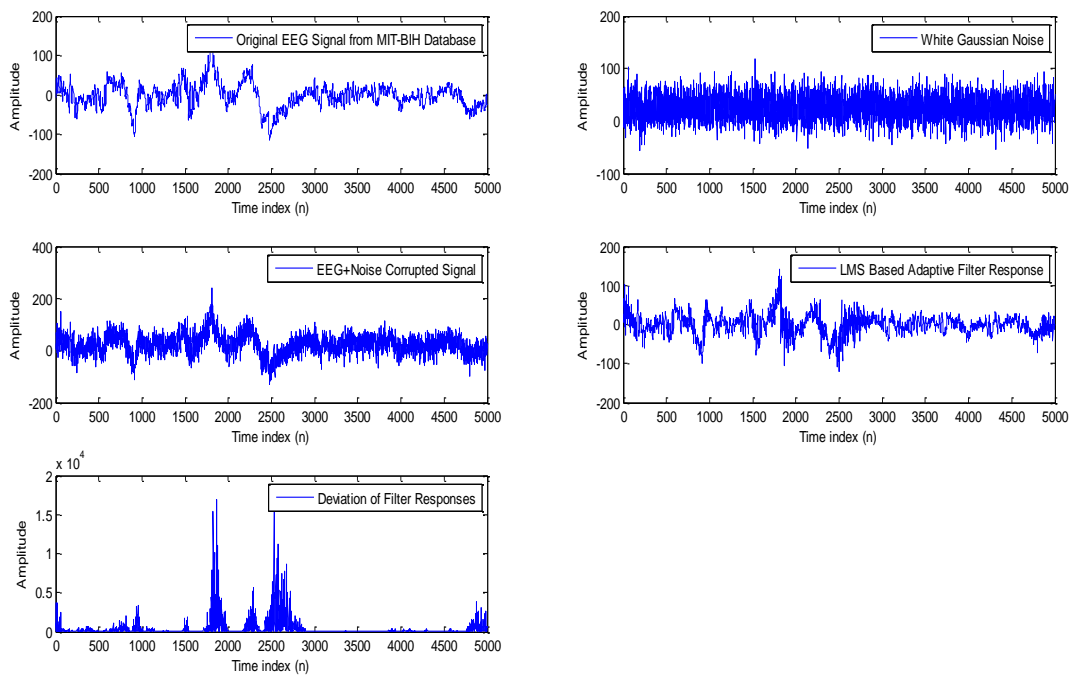 200
100
0
-100
-200
Amplitude
Original EEG Signal from MIT-BIH Database
0 500 1000 1500 2000 2500 3000 3500 4000 4500 5000
Time index (n)
200
100
0
-100
Amplitude
White Gaussian Noise
0 500 1000 1500 2000 2500 3000 3500 4000 4500 5000
Time index (n)
400
200
0
-200
Amplitude
EEG+Noise Corrupted Signal
0 500 1000 1500 2000 2500 3000 3500 4000 4500 5000
Time index (n)
200
100
0
-100
-200
Amplitude
LMS Based Adaptive Filter Response
0 500 1000 1500 2000 2500 3000 3500 4000 4500 5000
Time index (n)
x 10^4
2
1.5
1
0.5
0
Amplitude
Deviation of Filter Responses
0 500 1000 1500 2000 2500 3000 3500 4000 4500 5000
Time index (n)